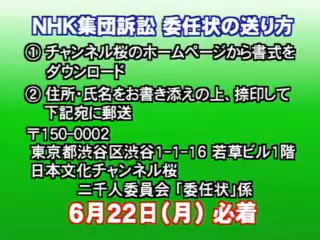 NHK集団訴訟 委任状の送り方
① チャンネル桜のホームページから書式を
ダウンロード
② 住所・氏名をお書き添えの上、捺印して
下記宛に郵送
〒150-0002
東京都渋谷区渋谷1-1-16 若草ビル1階
日本文化チャンネル桜
二千人委員会 「委任状」係
6月22日(月) 必着